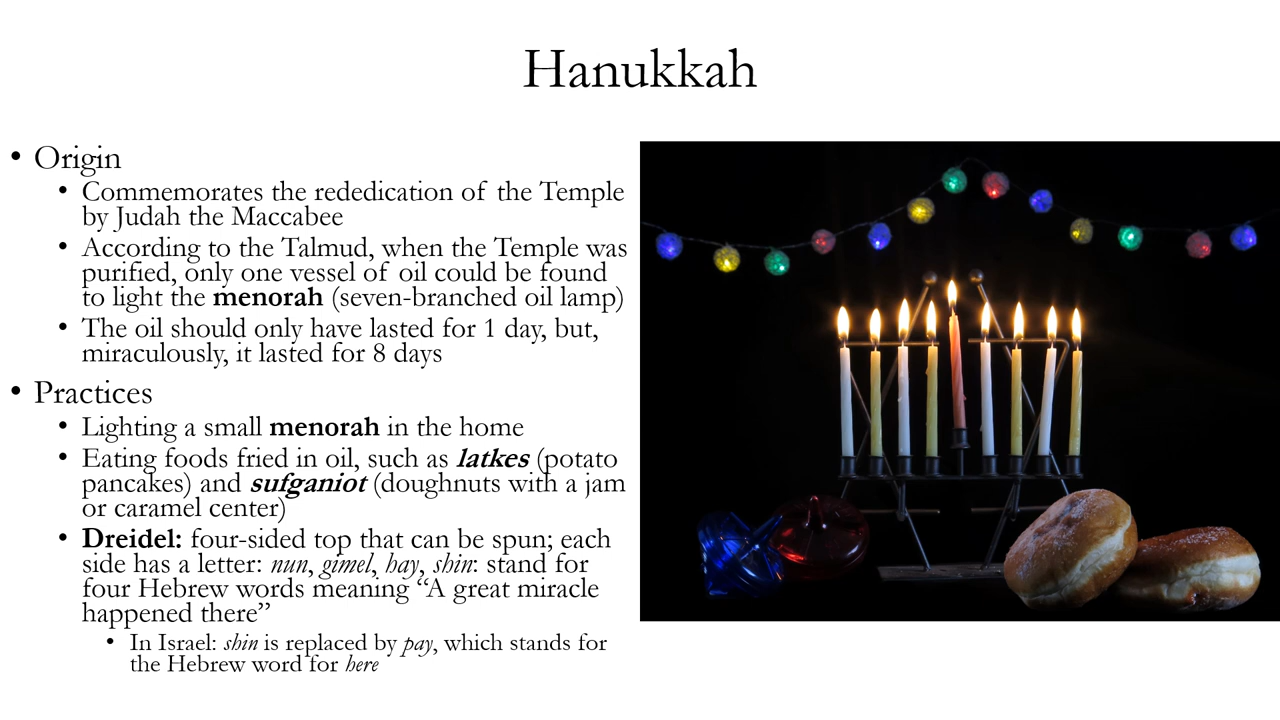 Hanukkah
• Origin
• Commemorates the rededication of the Temple
by Judah the Maccabee
• According to the Talmud, when the Temple was
purified, only one vessel of oil could be found
to light the menorah (seven-branched oil lamp)
• The oil should only have lasted for 1 day, but,
miraculously, it lasted for 8 days
• Practices
• Lighting a small menorah in the home
• Eating foods fried in oil, such as latkes (potato
pancakes) and sufganiot (doughnuts with a jam
or caramel center)
• Dreidel: four-sided top that can be spun; each
side has a letter: nun, gimel, hay, shin: stand for
four Hebrew words meaning “A great miracle
happened there”
• In Israel: shin is replaced by pay, which stands for
the Hebrew word for here